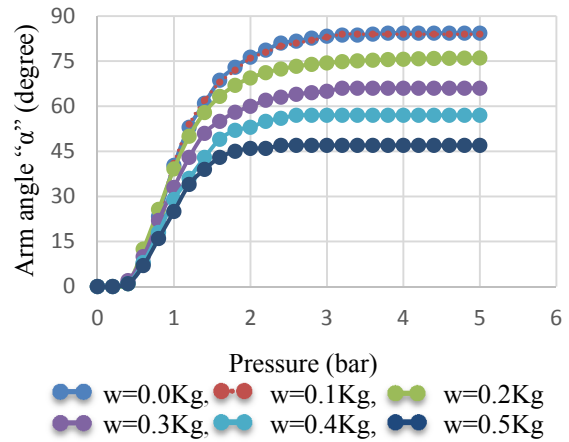 90
75
60
45
30
15
0
Arm angle “α” (degree)
0 1 2 3 4 5 6
Pressure (bar)
w=0.0Kg, w=0.1Kg, w=0.2Kg
w=0.3Kg, w=0.4Kg, w=0.5Kg